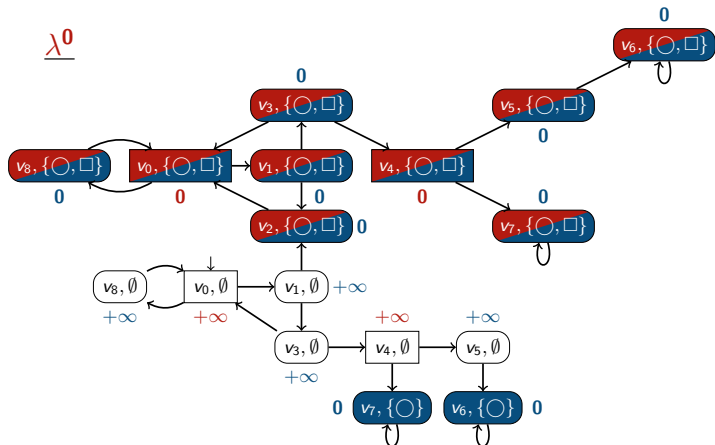 0
λ⁰
v₆, {○, □}
0
v₃, {○, □}
v₅, {○, □}
0
v₈, {○, □}
v₀, {○, □}
v₁, {○, □}
v₄, {○, □}
0
0
0
0
0
v₂, {○, □}
0
v₇, {○, □}
v₈, ∅
v₀, ∅
v₁, ∅
+∞
+∞
+∞
+∞
+∞
v₃, ∅
v₄, ∅
v₅, ∅
+∞
0
v₇, {○}
v₆, {○}
0